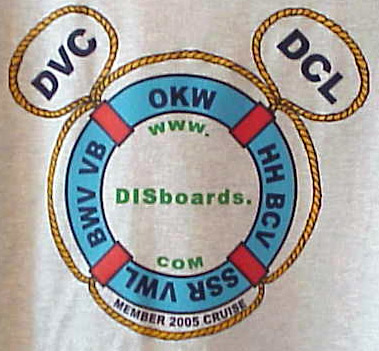 DVC
DCL
OKW
BWV VB
HH BCV
SSR VWL
www.
DISboards.
COM
MEMBER 2005 CRUISE